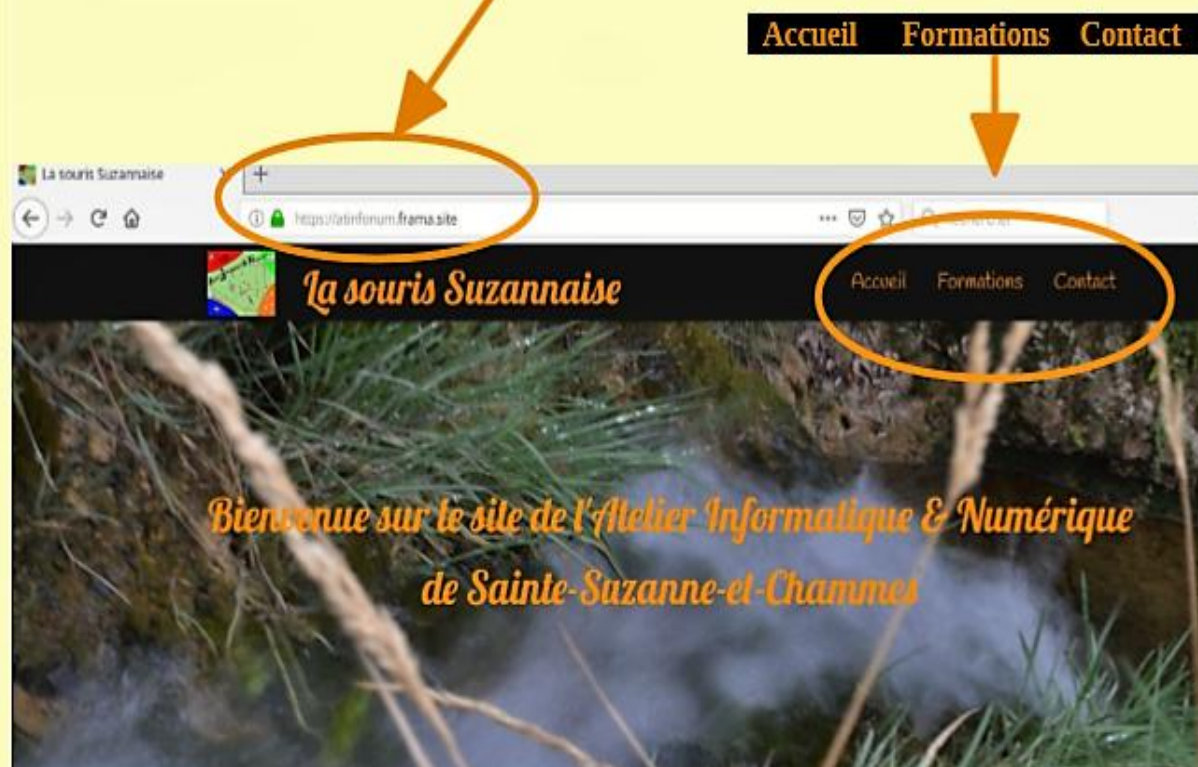 Accueil Formations Contact
La souris Suzannaise
https://atinforum.frama.site
La souris Suzannaise
Accueil Formations Contact
Bienvenue sur le site de l'Atelier Informatique & Numérique
de Sainte-Suzanne-et-Chammes